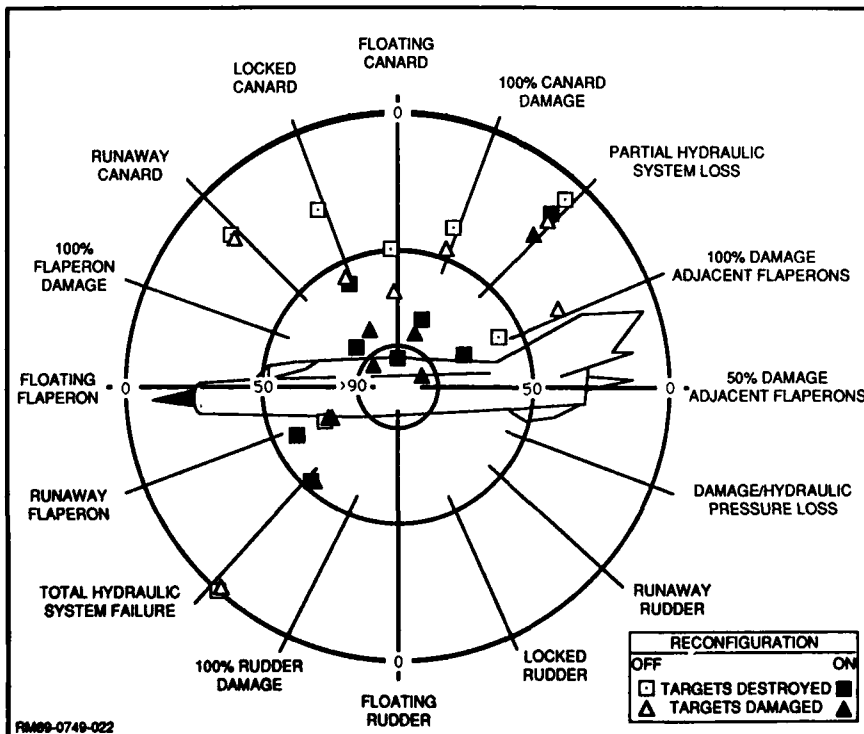 FLOATING
CANARD
LOCKED
CANARD
100% CANARD
DAMAGE
RUNAWAY
CANARD
PARTIAL HYDRAULIC
SYSTEM LOSS
0
100%
FLAPERON
DAMAGE
100% DAMAGE
ADJACENT FLAPERONS
FLOATING
FLAPERON
0
50
>90
50
0
50% DAMAGE
ADJACENT FLAPERONS
RUNAWAY
FLAPERON
DAMAGE/HYDRAULIC
PRESSURE LOSS
TOTAL HYDRAULIC
SYSTEM FAILURE
RUNAWAY
RUDDER
100% RUDDER
DAMAGE
0
LOCKED
RUDDER
FLOATING
RUDDER
RECONFIGURATION
OFF ON
TARGETS DESTROYED
TARGETS DAMAGED
RM89-0749-022